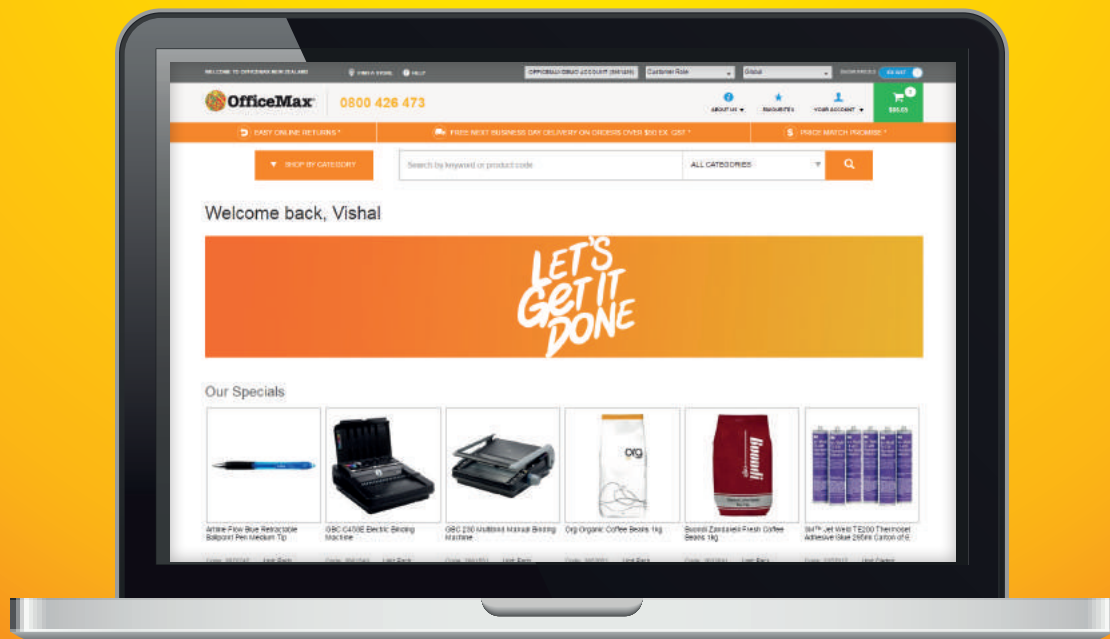 WELCOME TO OFFICEMAX NEW ZEALAND
FIND A STORE
HELP
Customer Role
Global
OfficeMax
0800 426 473
ABOUT US
FAVOURITES
YOUR ACCOUNT
EASY ONLINE RETURNS*
FREE NEXT BUSINESS DAY DELIVERY ON ORDERS OVER $50 EX. GST *
PRICE MATCH PROMISE *
SHOP BY CATEGORY
Search by keyword or product code
ALL CATEGORIES
Welcome back, Vishal
LET'S
GET IT
DONE
Our Specials
org
Artline Flow Blue Retractable
Ballpoint Pen Medium Tip
GBC C450E Electric Binding
Machine
GBC 230 Multibind Manual Binding
Machine
Org Organic Coffee Beans 1kg
Fresh Coffee
Beans 1kg
3M™ Jet Weld TE200 Thermoset
Adhesive Glue 295ml Carton of 6